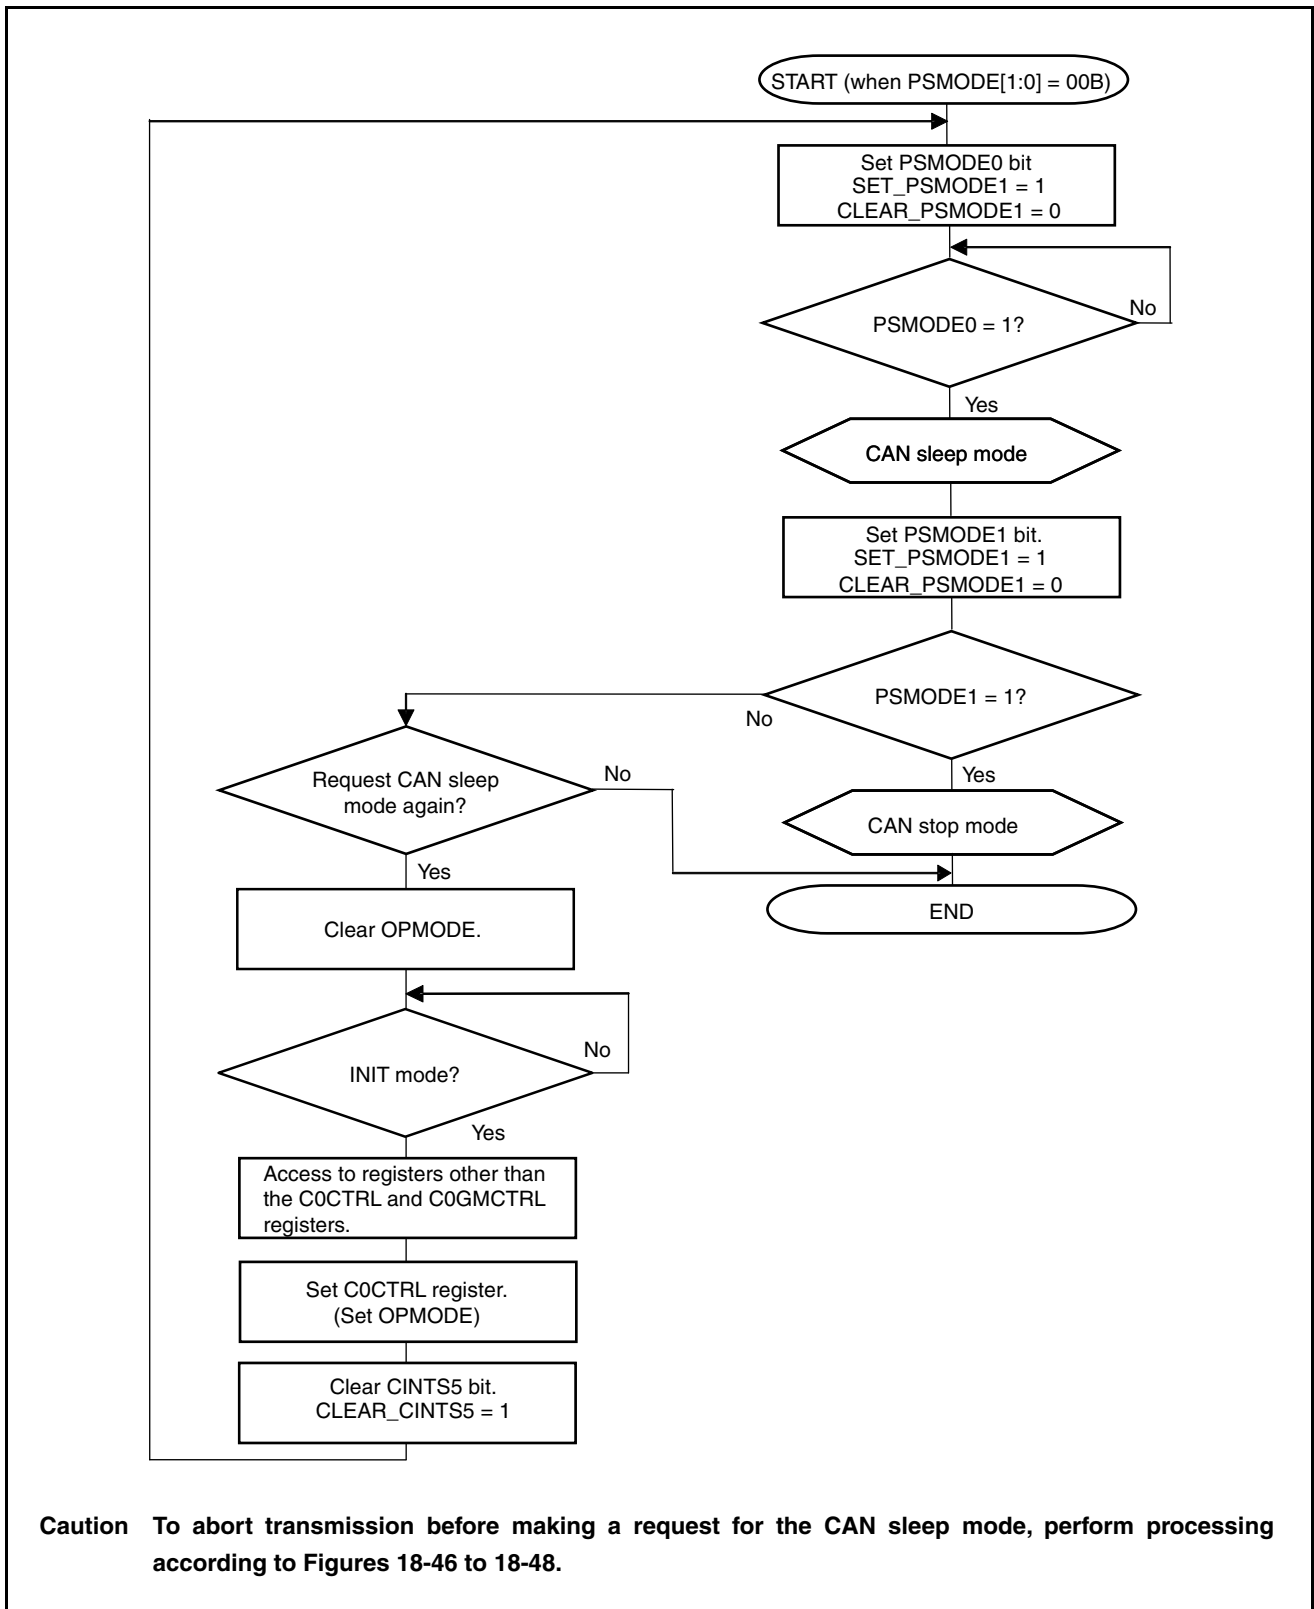 START (when PSMODE[1:0] = 00B)
Set PSMODE0 bit
SET_PSMODE1 = 1
CLEAR_PSMODE1 = 0
PSMODE0 = 1?
No
Yes
CAN sleep mode
Set PSMODE1 bit.
SET_PSMODE1 = 1
CLEAR_PSMODE1 = 0
PSMODE1 = 1?
No
Yes
CAN stop mode
END
Request CAN sleep
mode again?
No
Yes
Clear OPMODE.
INIT mode?
No
Yes
Access to registers other than
the C0CTRL and C0GMCTRL
registers.
Set C0CTRL register.
(Set OPMODE)
Clear CINTS5 bit.
CLEAR_CINTS5 = 1
Caution To abort transmission before making a request for the CAN sleep mode, perform processing
according to Figures 18-46 to 18-48.